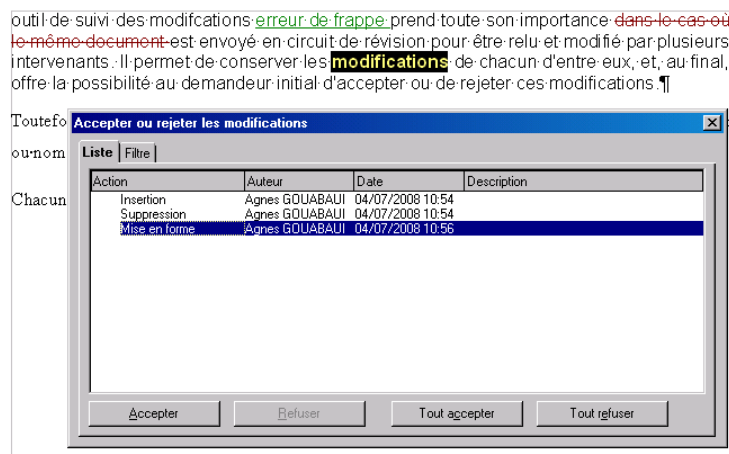 outil de suivi des modifcations erreur de frappe prend toute son importance dans le cas où
le même document est envoyé en circuit de révision pour être relu et modifié par plusieurs
intervenants. Il permet de conserver les modifications de chacun d'entre eux, et, au final,
offre la possibilité au demandeur initial d'accepter ou de rejeter ces modifications.¶
Toutefo
ou nom
Chacun
Accepter ou rejeter les modifications
Liste Filtre
Action Auteur Date Description
Insertion Agnes GOUABAUI 04/07/2008 10:54
Suppression Agnes GOUABAUI 04/07/2008 10:54
Mise en forme Agnes GOUABAUI 04/07/2008 10:56
Accepter Refuser Tout accepter Tout refuser